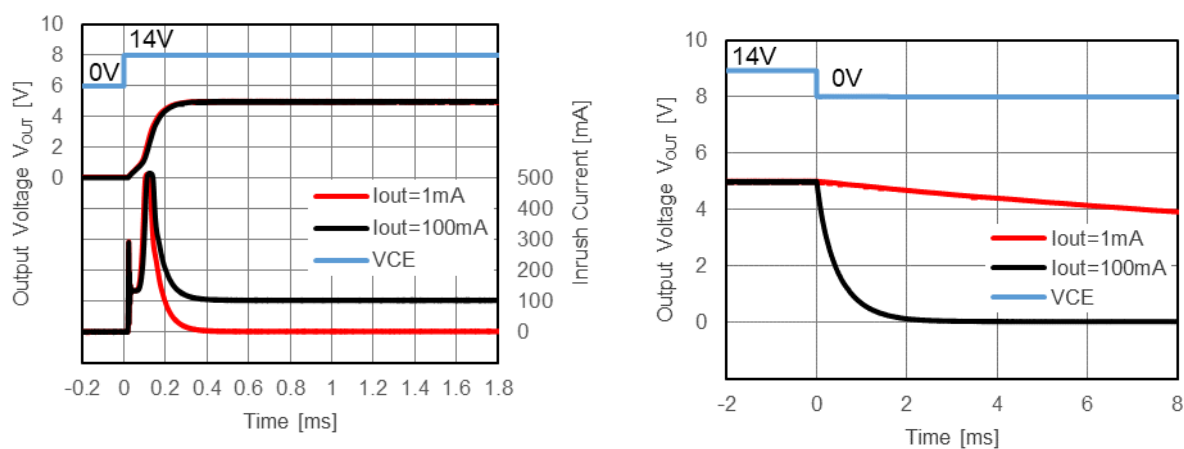 10
8
6
4
2
0
14V
0V
Output Voltage VOUT [V]
500
400
300
200
100
0
Inrush Current [mA]
Iout=1mA
Iout=100mA
VCE
-0.2 0 0.2 0.4 0.6 0.8 1 1.2 1.4 1.6 1.8
Time [ms]
10
8
6
4
2
0
14V
0V
Output Voltage VOUT [V]
Iout=1mA
Iout=100mA
VCE
-2 0 2 4 6 8
Time [ms]